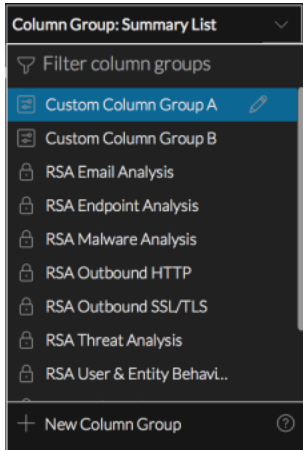 Column Group: Summary List
Filter column groups
Custom Column Group A
Custom Column Group B
RSA Email Analysis
RSA Endpoint Analysis
RSA Malware Analysis
RSA Outbound HTTP
RSA Outbound SSL/TLS
RSA Threat Analysis
RSA User & Entity Behavi...
New Column Group